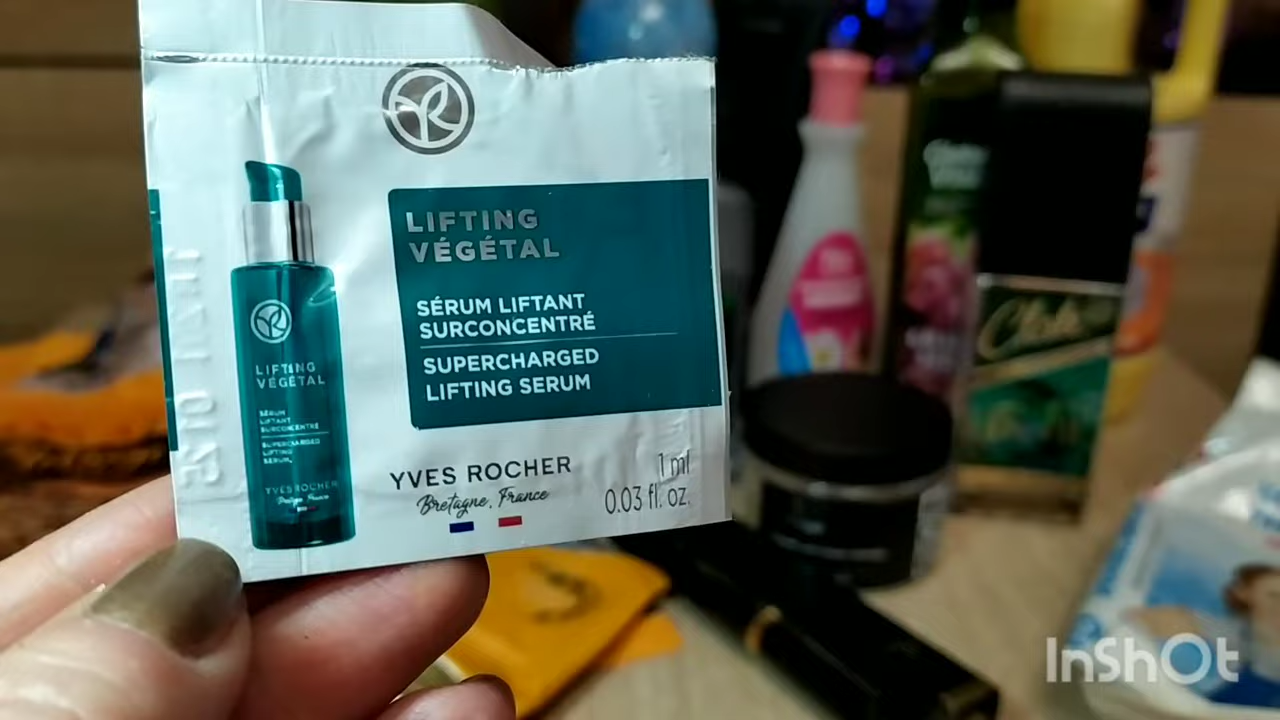 LIFTING
VÉGÉTAL
SÉRUM LIFTANT
SURCONCENTRÉ
SUPERCHARGED
LIFTING SERUM
YVES ROCHER
Bretagne, France
1 ml
0.03 fl. oz.
LIFTING
VÉGÉTAL
SÉRUM
LIFTANT
SURCONCENTRÉ
SUPERCHARGED
LIFTING
SERUM
YVES ROCHER
Bretagne, France
InShOt